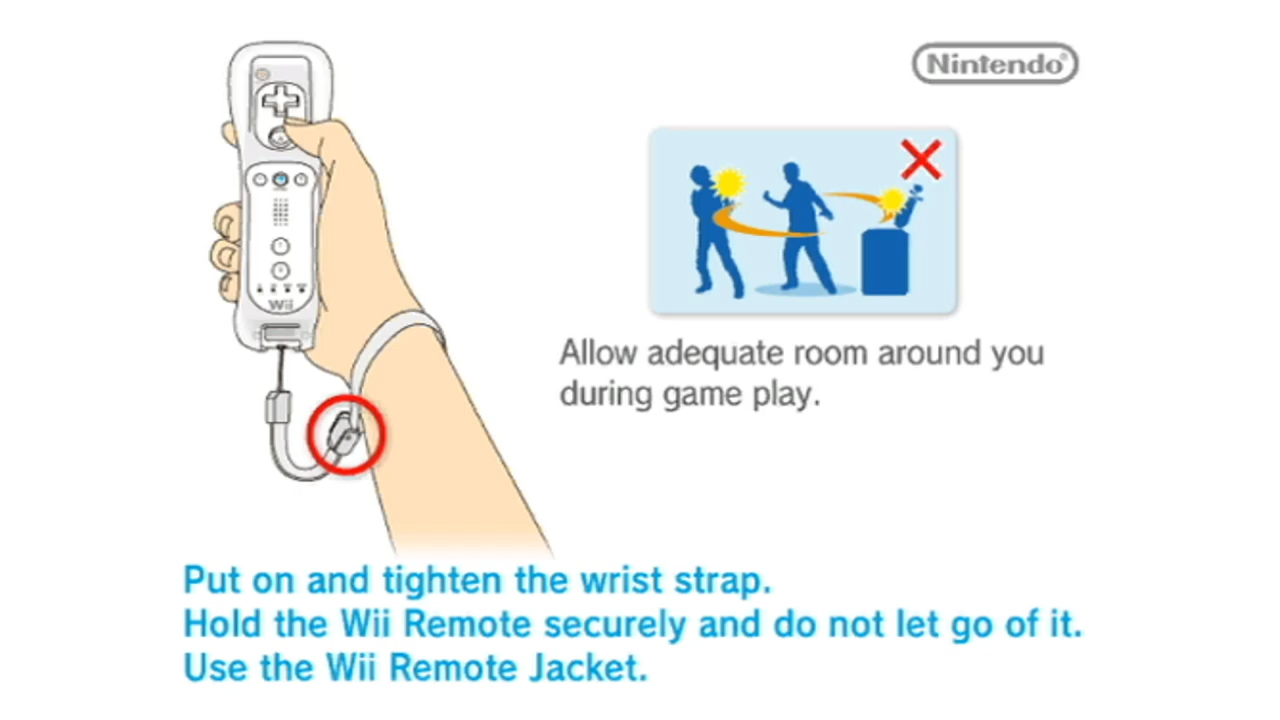 Nintendo®
Allow adequate room around you
during game play.
Wii
Put on and tighten the wrist strap.
Hold the Wii Remote securely and do not let go of it.
Use the Wii Remote Jacket.